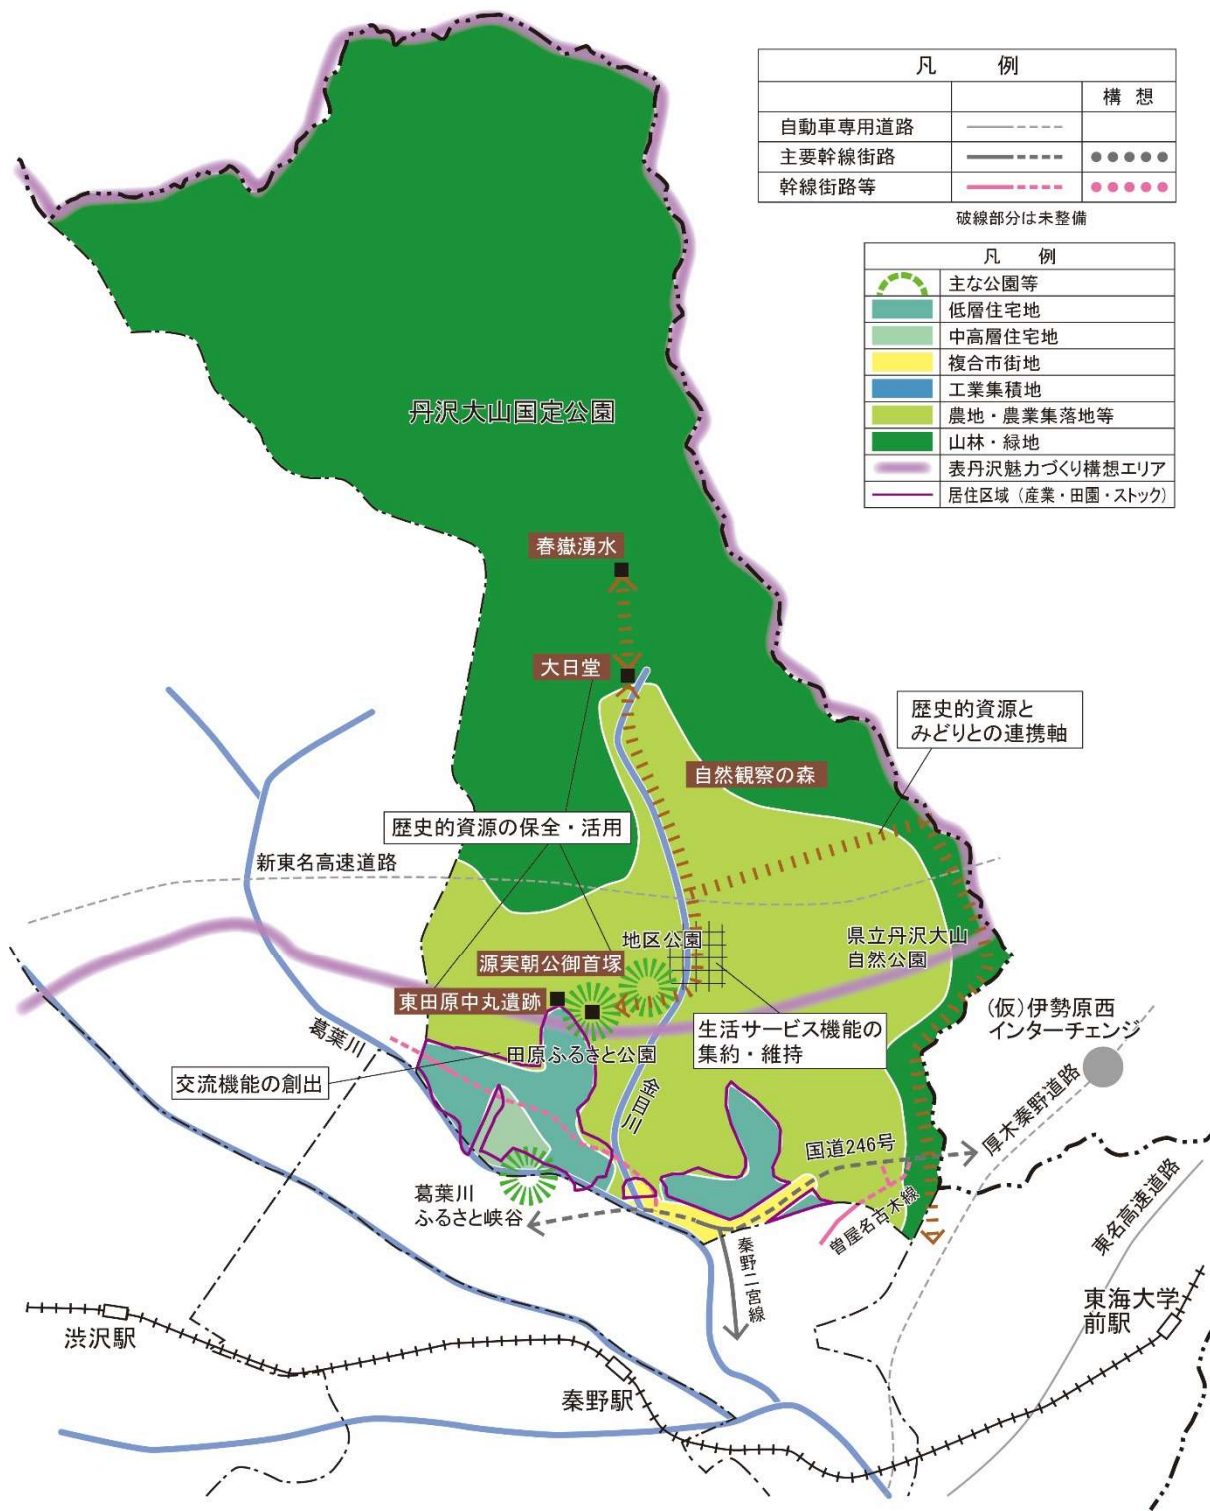 凡 例
構 想
自動車専用道路
主要幹線街路
幹線街路等
破線部分は未整備
凡 例
主な公園等
低層住宅地
中高層住宅地
複合市街地
工業集積地
農地・農業集落地等
山林・緑地
表丹沢魅力づくり構想エリア
居住区域(産業・田園・ストック)
丹沢大山国定公園
春嶽湧水
大日堂
歴史的資源と
みどりとの連携軸
自然観察の森
歴史的資源の保全・活用
新東名高速道路
地区公園
県立丹沢大山
自然公園
源実朝公御首塚
東田原中丸遺跡
(仮)伊勢原西
インターチェンジ
葛葉川
生活サービス機能の
集約・維持
田原ふるさと公園
交流機能の創出
金目川
厚木秦野道路
国道246号
葛葉川
ふるさと峡谷
曽屋名古木線
東名高速道路
秦野二宮線
東海大学
前駅
渋沢駅
秦野駅